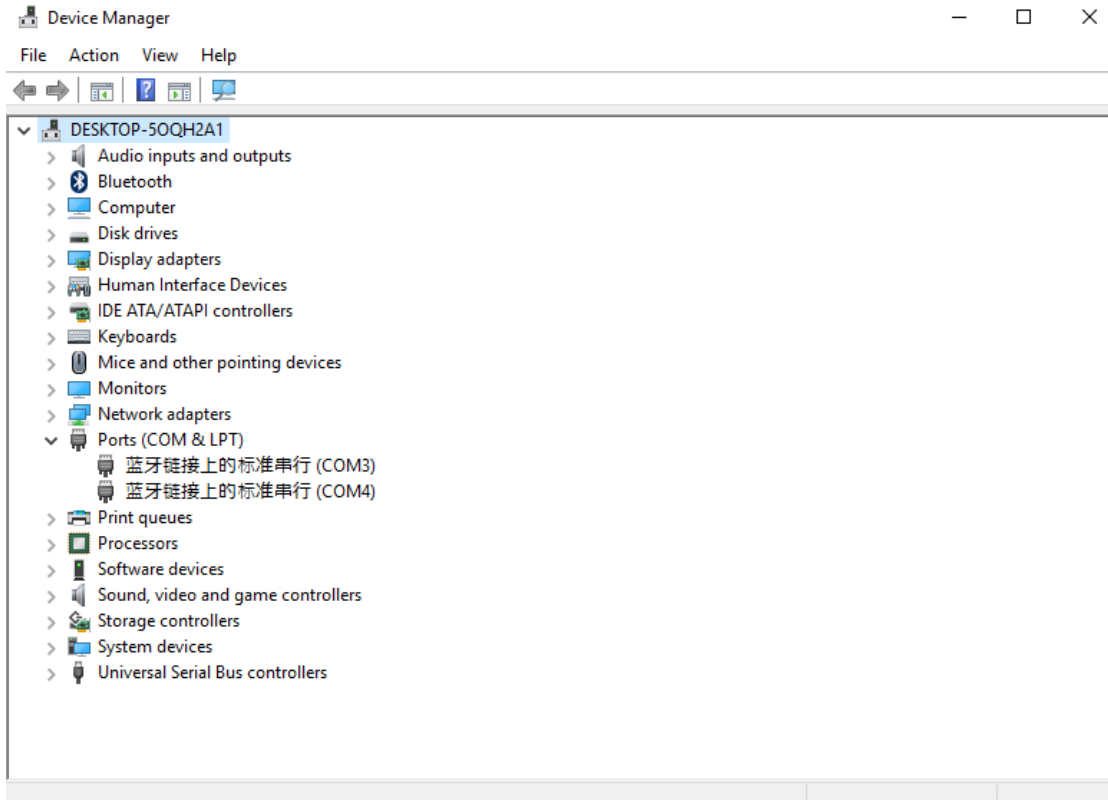 Device Manager
File Action View Help
DESKTOP-5OQH2A1
Audio inputs and outputs
Bluetooth
Computer
Disk drives
Display adapters
Human Interface Devices
IDE ATA/ATAPI controllers
Keyboards
Mice and other pointing devices
Monitors
Network adapters
Ports (COM & LPT)
蓝牙链接上的标准串行 (COM3)
蓝牙链接上的标准串行 (COM4)
Print queues
Processors
Software devices
Sound, video and game controllers
Storage controllers
System devices
Universal Serial Bus controllers